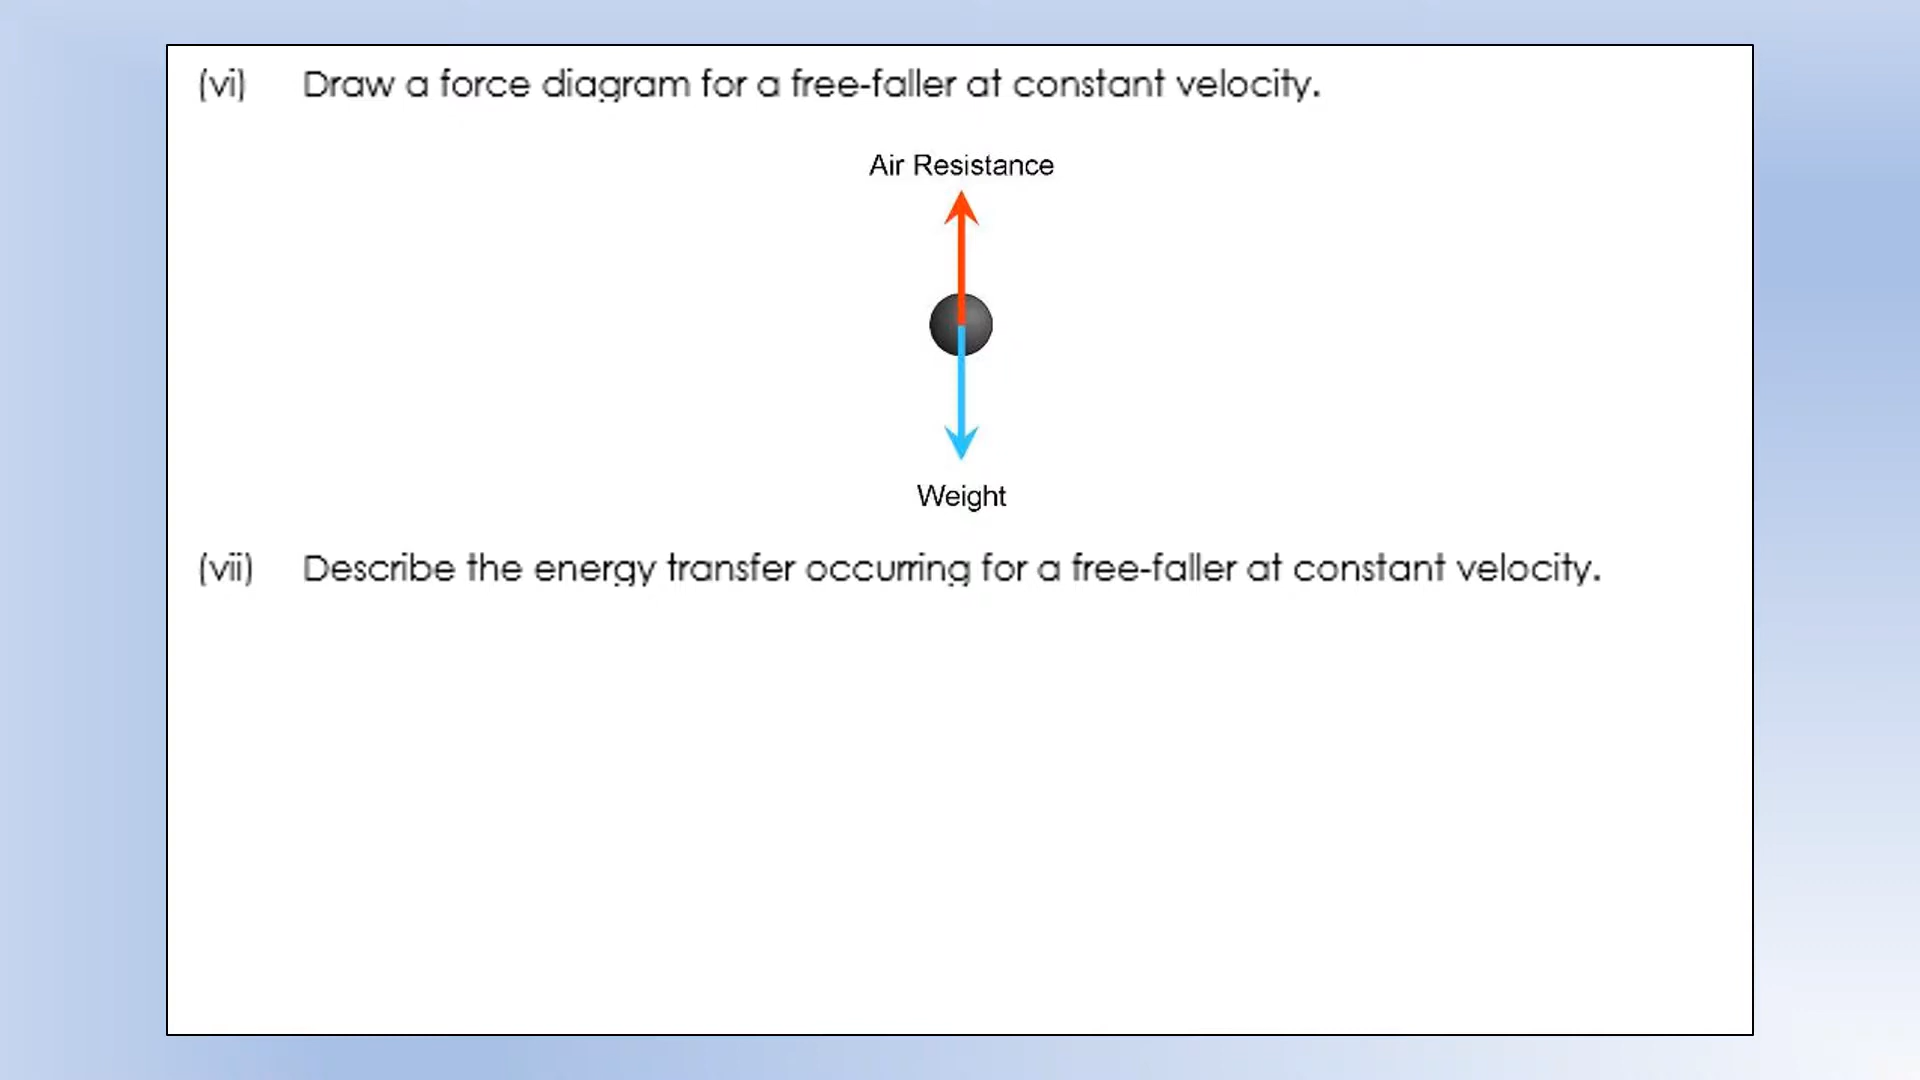 (vi) Draw a force diagram for a free-faller at constant velocity.
Air Resistance
Weight
(vii) Describe the energy transfer occurring for a free-faller at constant velocity.